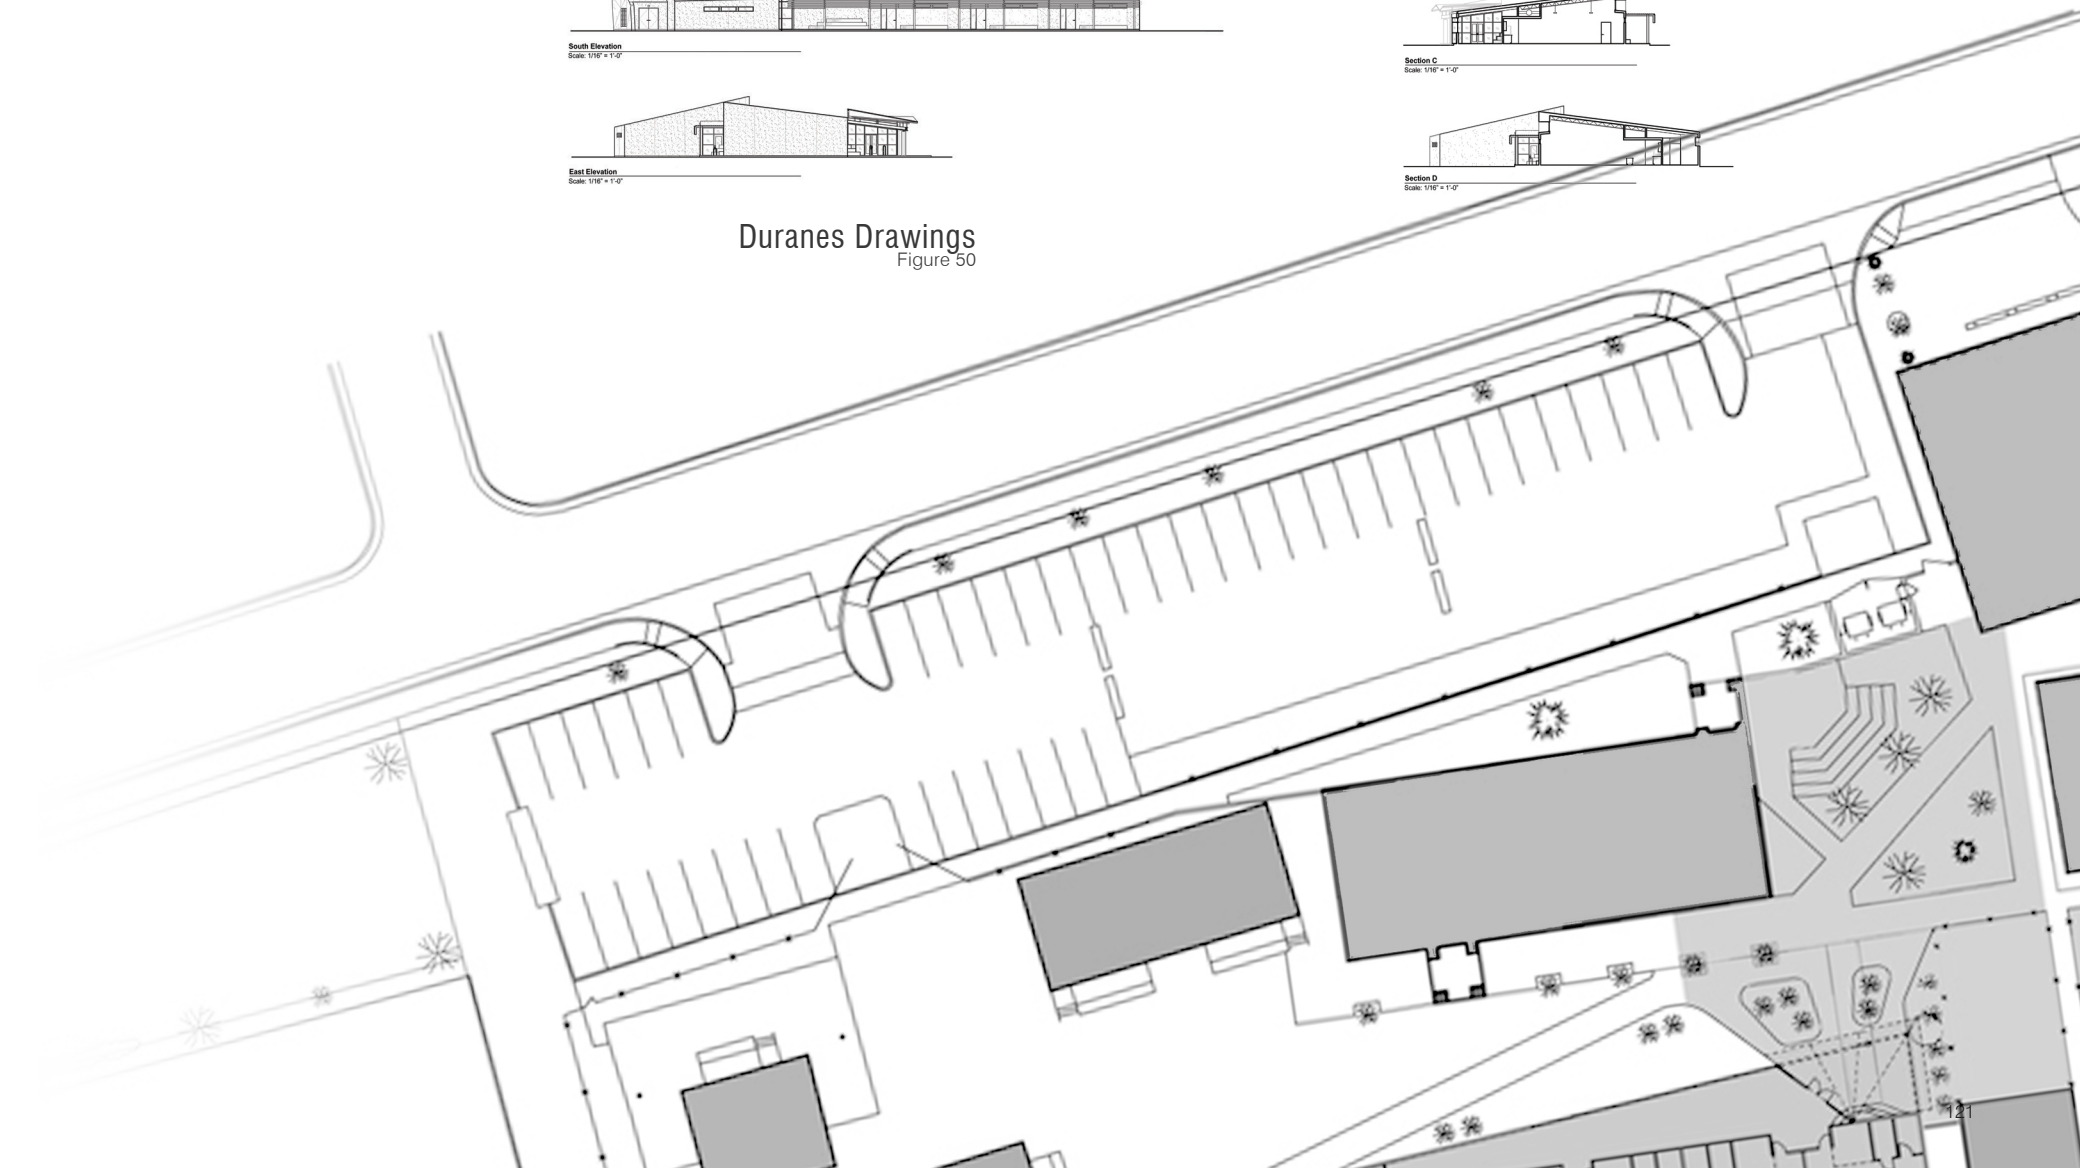 South Elevation
Scale: 1/16" = 1'-0"
Section C
Scale: 1/16" = 1'-0"
East Elevation
Scale: 1/16" = 1'-0"
Section D
Scale: 1/16" = 1'-0"
Duranes Drawings
Figure 50
121